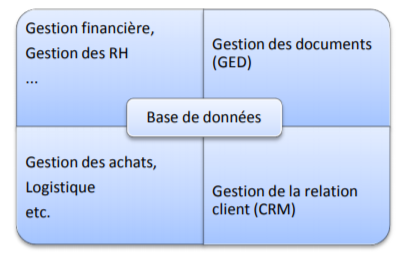 Gestion financière,
Gestion des RH
...
Gestion des documents
(GED)
Base de données
Gestion des achats,
Logistique
etc.
Gestion de la relation
client (CRM)